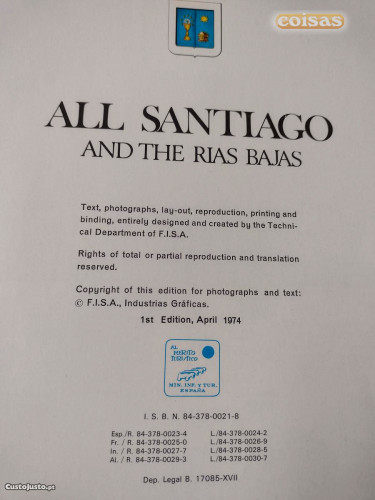 coisas
ALL SANTIAGO
AND THE RIAS BAJAS
Text, photographs, lay-out, reproduction, printing and
binding, entirely designed and created by the Techni-
cal Department of F.I.S.A.
Rights of total or partial reproduction and translation
reserved.
Copyright of this edition for photographs and text:
© F.I.S.A., Industrias Gráficas.
1st Edition, April 1974
AL
MERITO
TURISTICO
MIN. INF. Y TUR.
ESPAÑA
I. S. B. N. 84-378-0021-8
Esp./R. 84-378-0023-4 L./84-378-0024-2
Fr. / R. 84-378-0025-0 L./84-378-0026-9
In. / R. 84-378-0027-7 L./84-378-0028-5
Al. / R. 84-378-0029-3 L./84-378-0030-7
Dep. Legal B. 17085-XVII
CustoJusto.pt